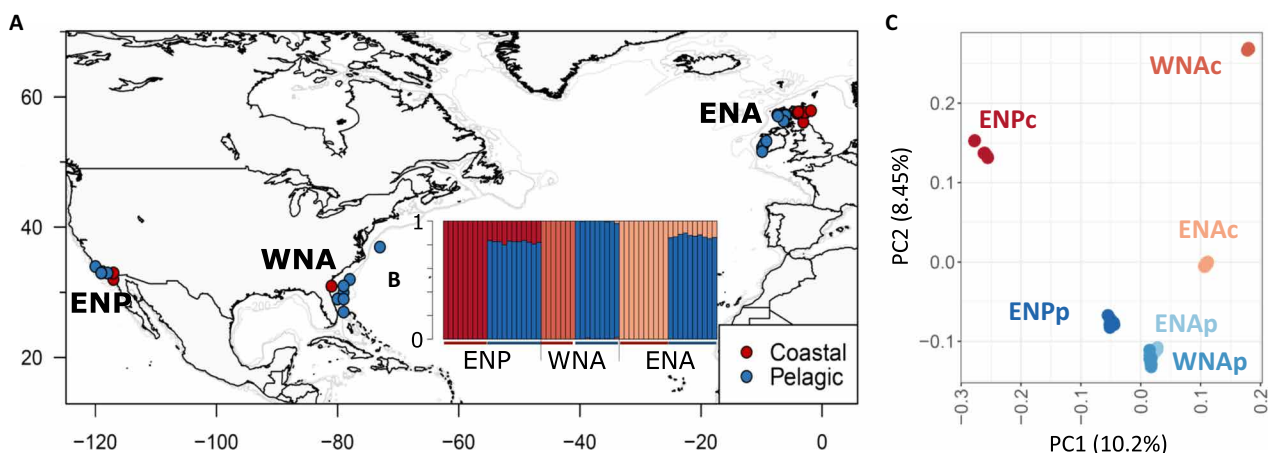 A
60
40
20
−120
−100
−80
−60
−40
−20
0
ENP
WNA
ENA
200
B
1
0
ENP
WNA
ENA
Coastal
Pelagic
C
WNAc
ENPc
ENAc
ENPp
ENAp
WNAp
PC2 (8.45%)
0.2
0.1
0.0
−0.1
−0.3
−0.2
−0.1
0.0
0.1
0.2
PC1 (10.2%)